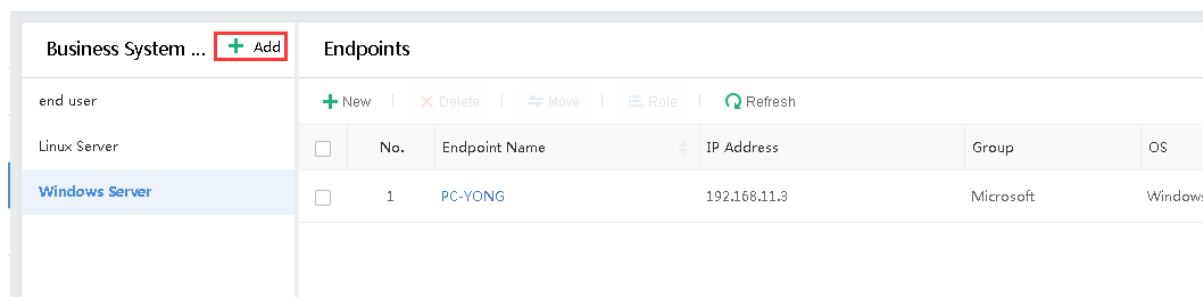 Business System ... + Add
Endpoints
end user
Linux Server
Windows Server
+ New | × Delete | Move | Role | Refresh
No. Endpoint Name IP Address Group OS
1 PC-YONG 192.168.11.3 Microsoft Windows